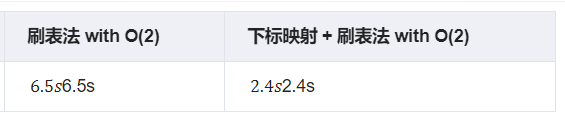 刷表法 with O(2) 下标映射 + 刷表法 with O(2)
6.5s6.5s 2.4s2.4s